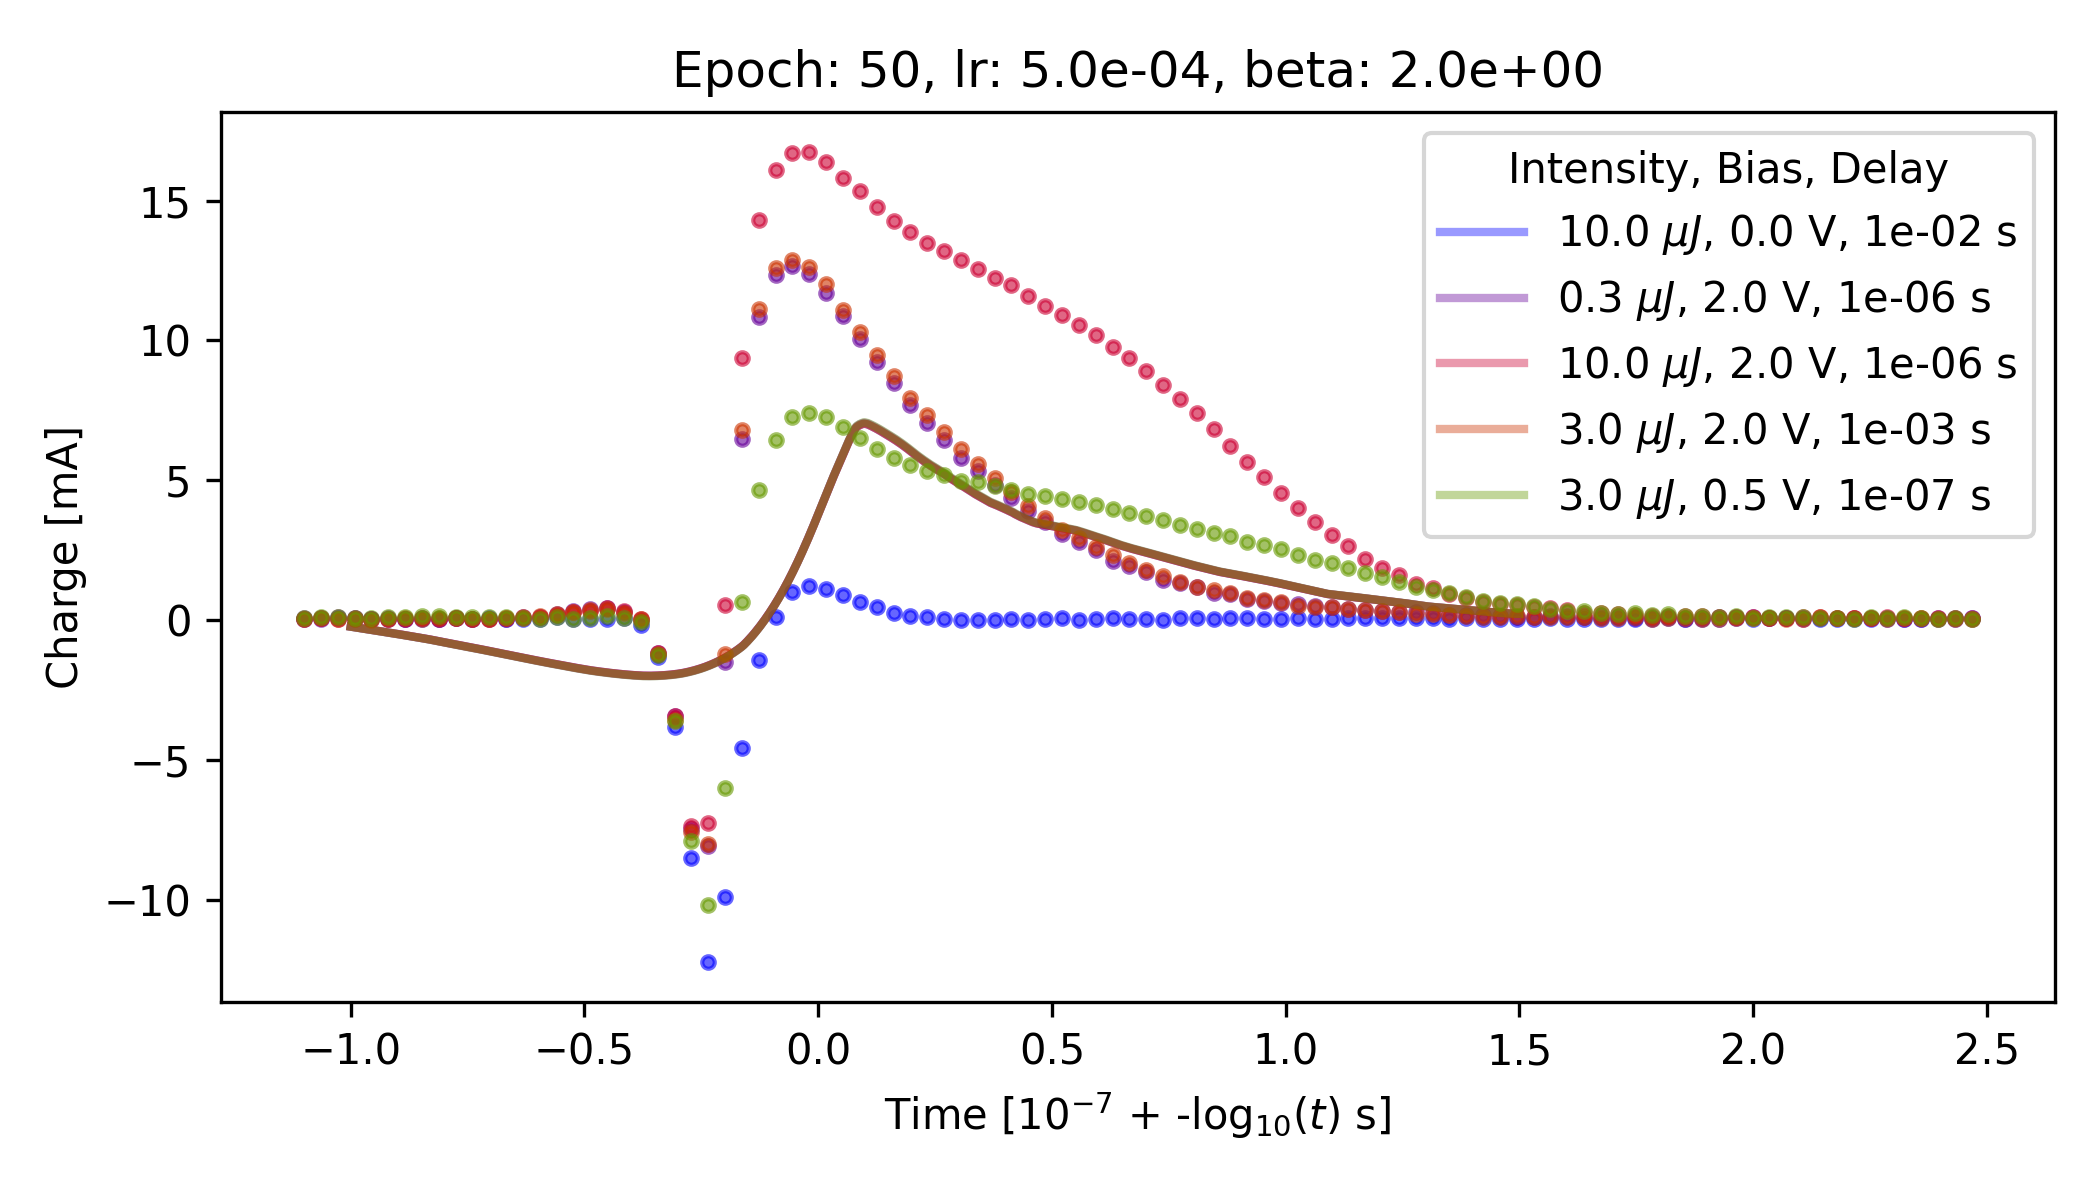 Epoch: 50, lr: 5.0e-04, beta: 2.0e+00
Charge [mA]
15
10
5
0
−5
−10
Intensity, Bias, Delay
10.0 μJ, 0.0 V, 1e-02 s
0.3 μJ, 2.0 V, 1e-06 s
10.0 μJ, 2.0 V, 1e-06 s
3.0 μJ, 2.0 V, 1e-03 s
3.0 μJ, 0.5 V, 1e-07 s
−1.0 −0.5 0.0 0.5 1.0 1.5 2.0 2.5
Time [10⁻⁷ + -log₁₀(t) s]